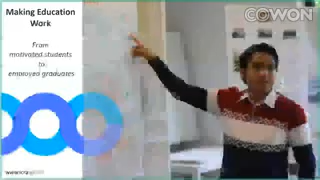 Making Education
Work
From
motivated students
to
employed graduates
COWON